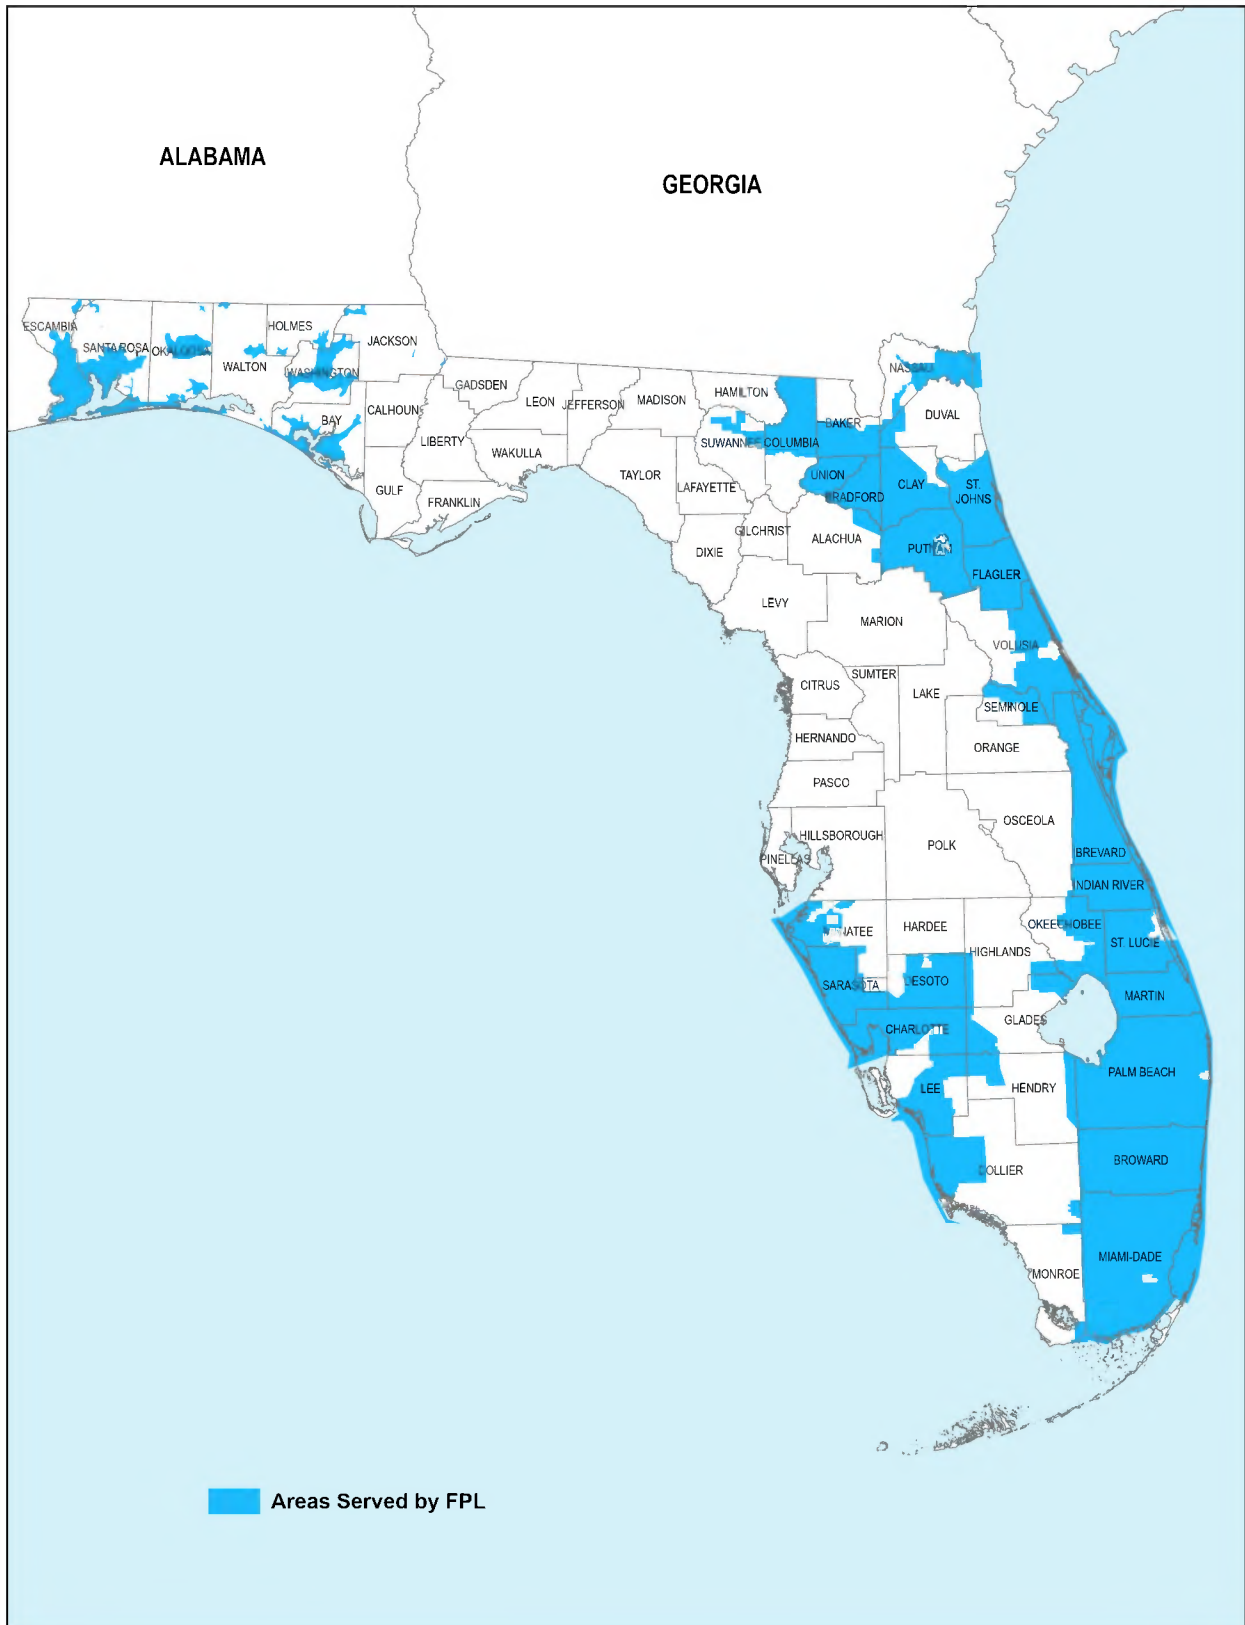 ALABAMA
GEORGIA
ESCAMBIA
SANTA ROSA
OKALOOSA
WALTON
HOLMES
WASHINGTON
JACKSON
BAY
CALHOUN
GULF
LIBERTY
GADSDEN
FRANKLIN
LEON
WAKULLA
JEFFERSON
MADISON
TAYLOR
HAMILTON
SUWANNEE
LAFAYETTE
DIXIE
COLUMBIA
GILCHRIST
BAKER
UNION
BRADFORD
ALACHUA
LEVY
NASSAU
DUVAL
CLAY
ST.
JOHNS
PUTNAM
FLAGLER
MARION
VOLUSIA
CITRUS
SUMTER
LAKE
SEMINOLE
HERNANDO
ORANGE
PASCO
OSCEOLA
HILLSBOROUGH
PINELLAS
POLK
BREVARD
INDIAN RIVER
MANATEE
HARDEE
HIGHLANDS
OKEECHOBEE
ST. LUCIE
SARASOTA
DESOTO
MARTIN
CHARLOTTE
GLADES
LEE
HENDRY
PALM BEACH
COLLIER
BROWARD
MIAMI-DADE
MONROE
Areas Served by FPL